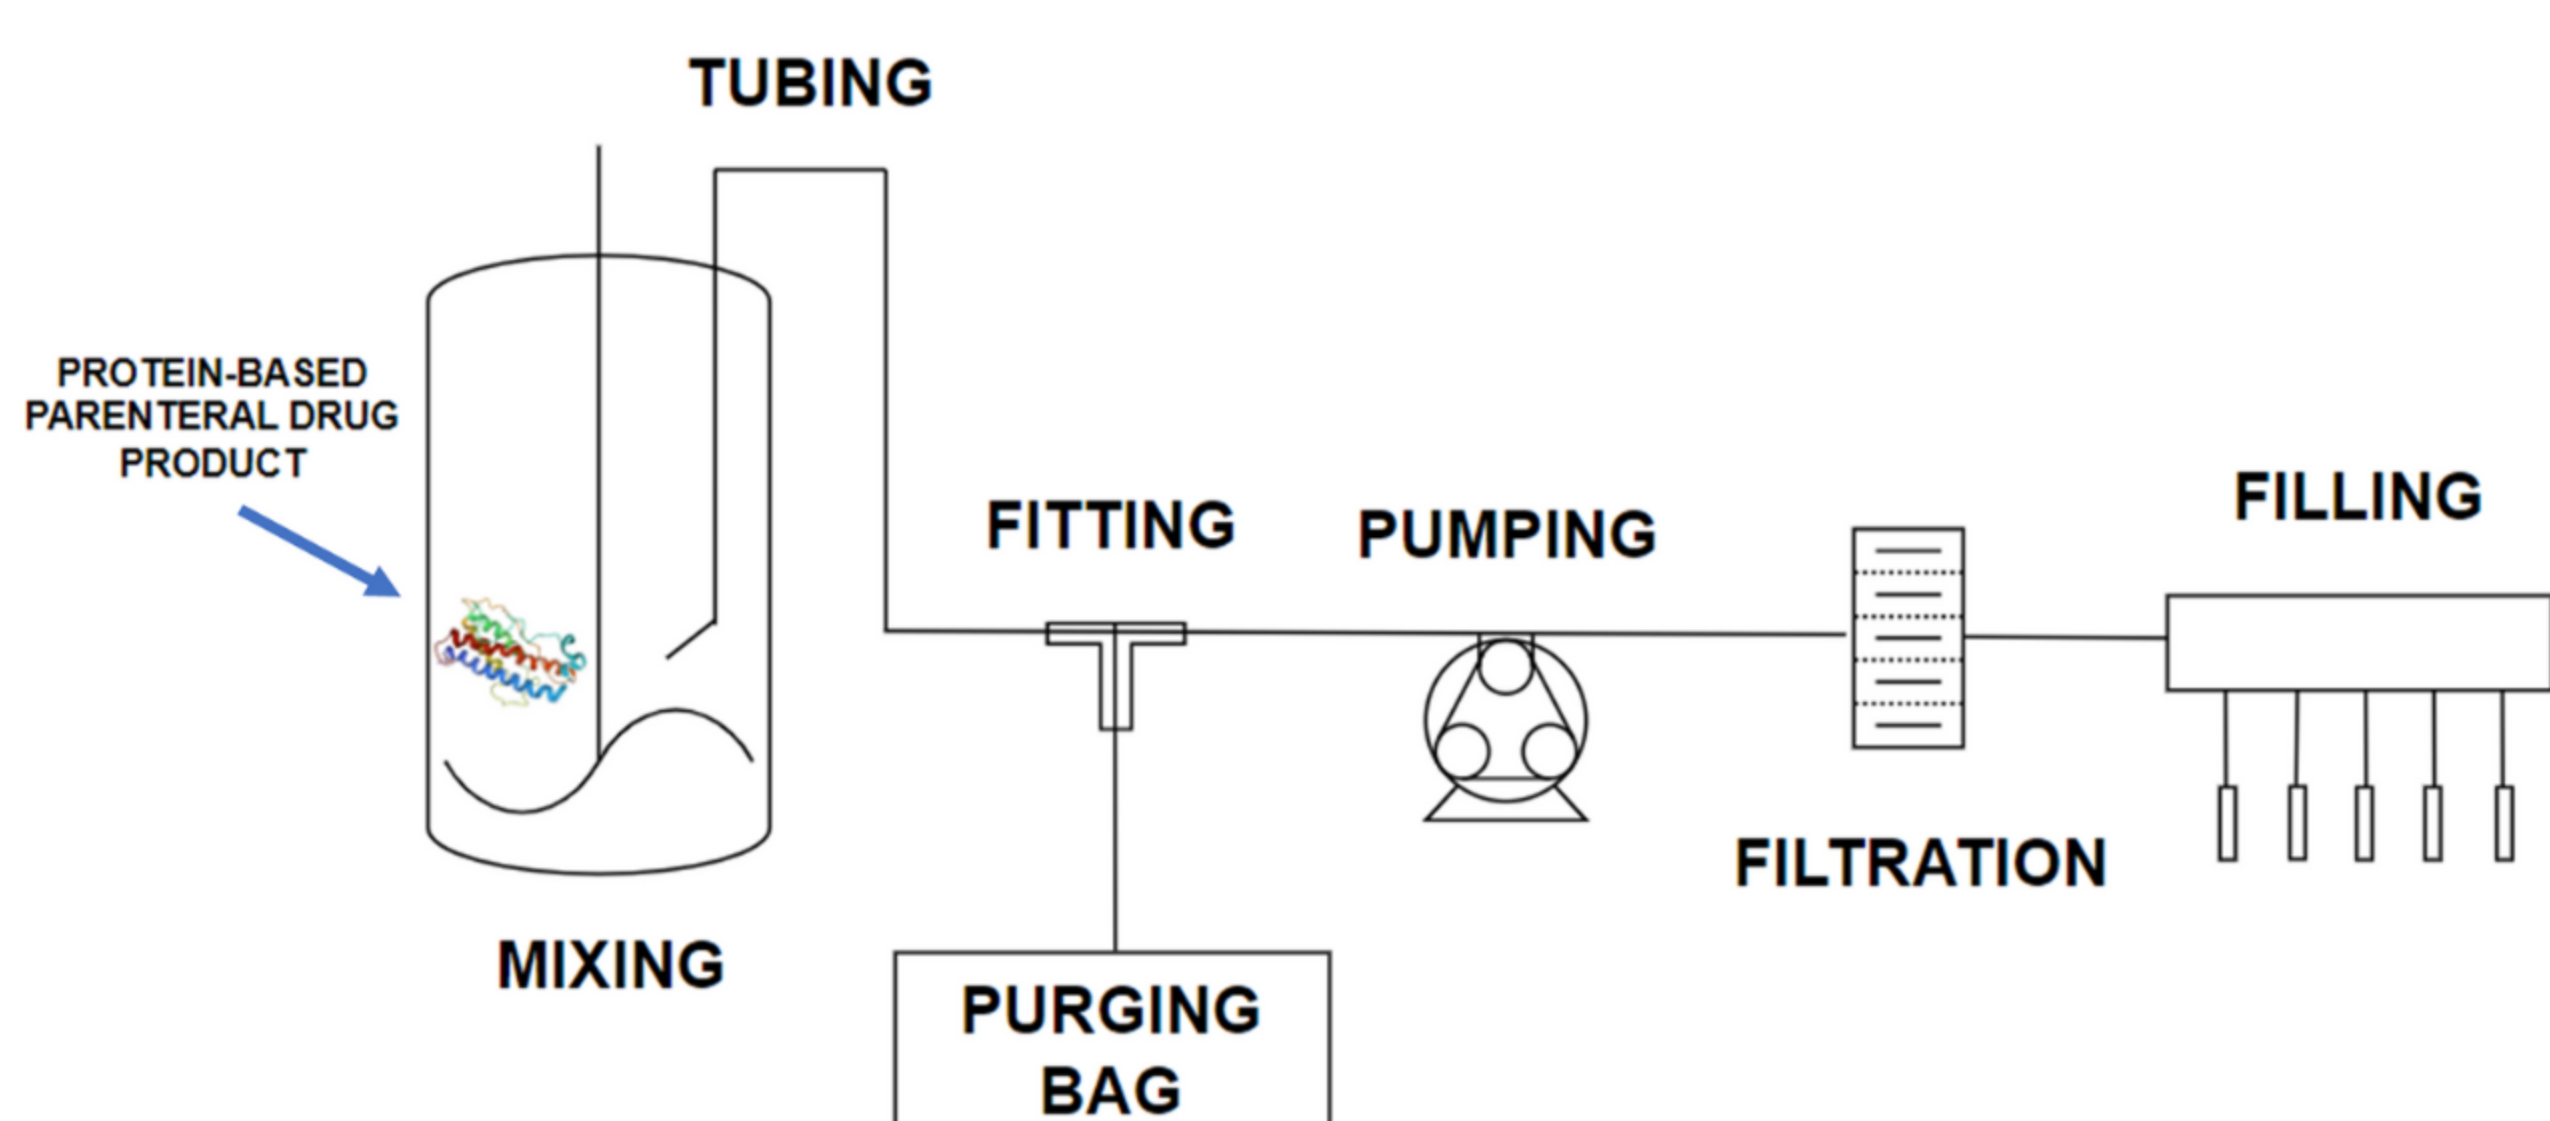 TUBING
PROTEIN-BASED
PARENTERAL DRUG
PRODUCT
FITTING
PUMPING
FILLING
FILTRATION
MIXING
PURGING
BAG